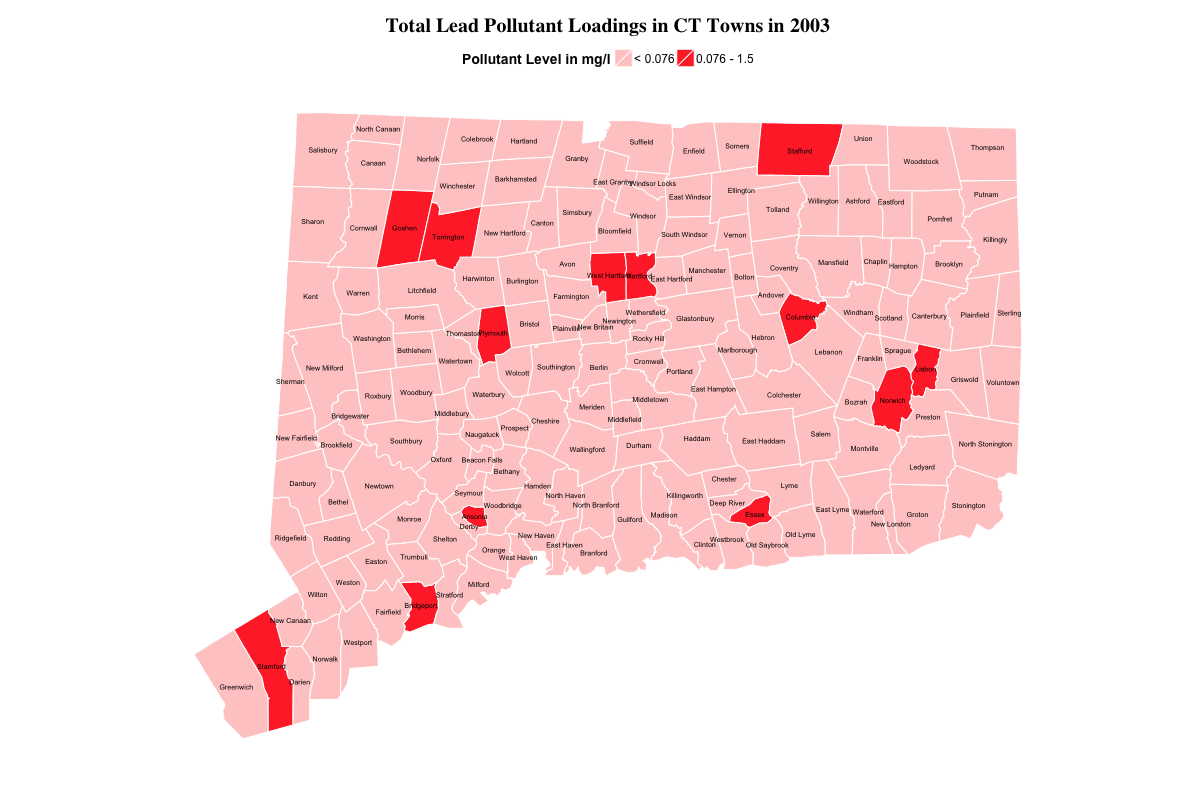 Total Lead Pollutant Loadings in CT Towns in 2003
Pollutant Level in mg/l < 0.076 0.076 - 1.5
North Canaan
Colebrook
Hartland
Suffield
Union
Salisbury
Canaan
Norfolk
Granby
Enfield
Somers
Stafford
Woodstock
Thompson
Winchester
Barkhamsted
East Granby
Windsor Locks
East Windsor
Ellington
Tolland
Willington
Ashford
Eastford
Putnam
Sharon
Cornwall
Goshen
Torrington
New Hartford
Canton
Simsbury
Bloomfield
Windsor
South Windsor
Vernon
Pomfret
Killingly
Kent
Warren
Litchfield
Harwinton
Burlington
Avon
Farmington
West Hartford
Hartford
East Hartford
Manchester
Bolton
Coventry
Mansfield
Chaplin
Hampton
Brooklyn
Andover
Morris
Washington
Bethlehem
Thomaston
Plymouth
Bristol
Plainville
New Britain
Newington
Wethersfield
Rocky Hill
Glastonbury
Hebron
Columbia
Windham
Scotland
Canterbury
Plainfield
Sterling
Watertown
Sherman
New Milford
Roxbury
Woodbury
Waterbury
Wolcott
Southington
Berlin
Cromwell
Portland
Marlborough
East Hampton
Colchester
Lebanon
Franklin
Sprague
Lisbon
Griswold
Voluntown
Bozrah
Norwich
Preston
Bridgewater
Middlebury
Naugatuck
Prospect
Cheshire
Meriden
Middletown
Middlefield
New Fairfield
Brookfield
Southbury
Oxford
Beacon Falls
Bethany
Wallingford
Durham
Haddam
East Haddam
Salem
Montville
Ledyard
North Stonington
Danbury
Bethel
Newtown
Seymour
Woodbridge
Hamden
North Haven
North Branford
Guilford
Madison
Killingworth
Chester
Deep River
Essex
Lyme
East Lyme
Waterford
New London
Groton
Stonington
Ridgefield
Redding
Monroe
Ansonia
Derby
Shelton
Orange
New Haven
West Haven
East Haven
Branford
Clinton
Westbrook
Old Saybrook
Old Lyme
Easton
Trumbull
Weston
Wilton
Fairfield
Bridgeport
Stratford
Milford
New Canaan
Westport
Norwalk
Stamford
Darien
Greenwich